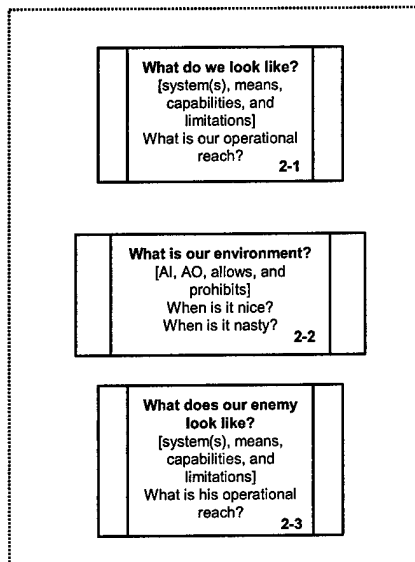 What do we look like?
[system(s), means,
capabilities, and
limitations]
What is our operational
reach?
2-1
What is our environment?
[AI, AO, allows, and
prohibits]
When is it nice?
When is it nasty?
2-2
What does our enemy
look like?
[system(s), means,
capabilities, and
limitations]
What is his operational
reach?
2-3